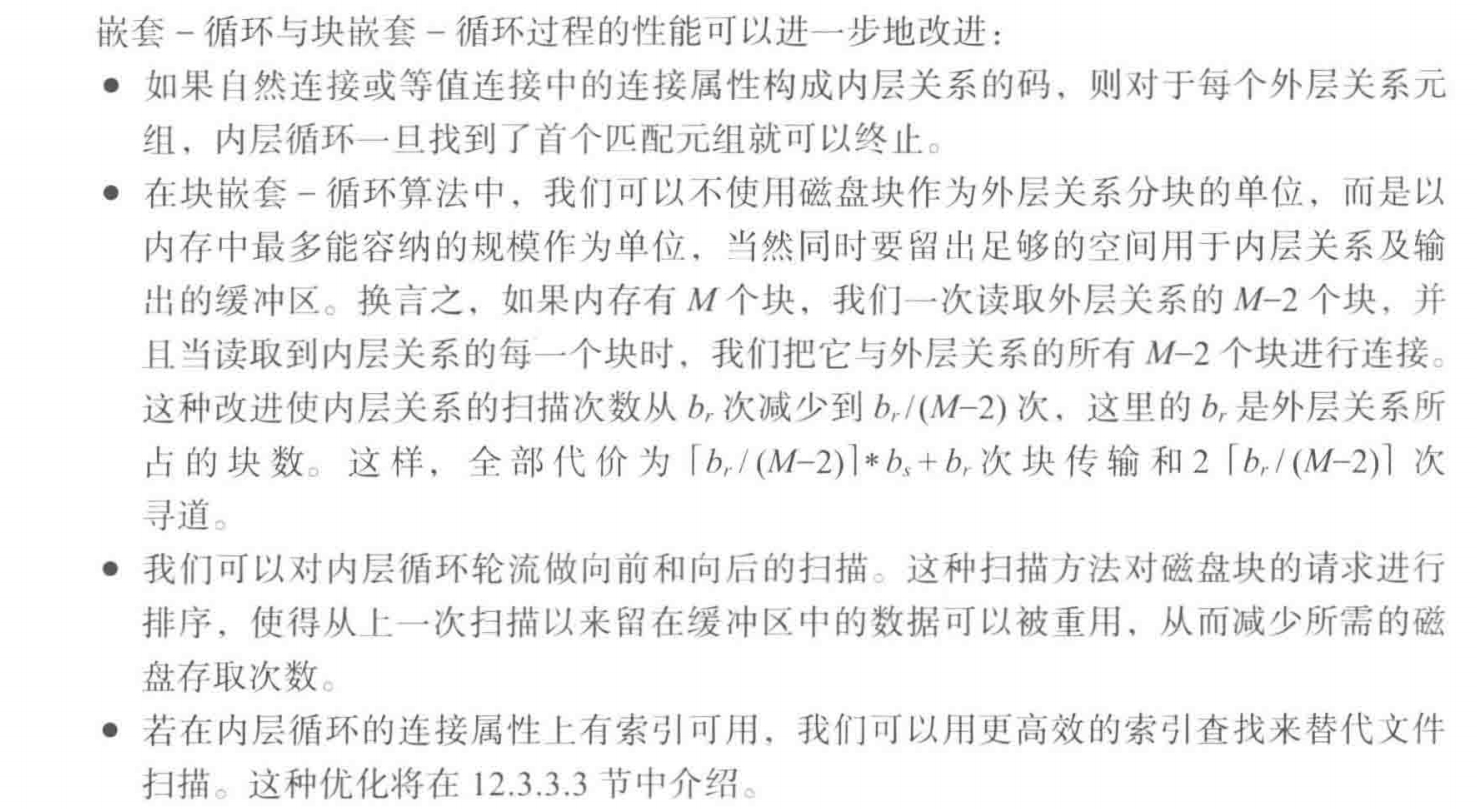 嵌套 – 循环与块嵌套 – 循环过程的性能可以进一步地改进：
● 如果自然连接或等值连接中的连接属性构成内层关系的码，则对于每个外层关系元
组，内层循环一旦找到了首个匹配元组就可以终止。
● 在块嵌套 – 循环算法中，我们可以不使用磁盘块作为外层关系分块的单位，而是以
内存中最多能容纳的规模作为单位，当然同时要留出足够的空间用于内层关系及输
出的缓冲区。换言之，如果内存有 M 个块，我们一次读取外层关系的 M–2 个块，并
且当读取到内层关系的每一个块时，我们把它与外层关系的所有 M–2 个块进行连接。
这种改进使内层关系的扫描次数从 bᵣ 次减少到 bᵣ/(M–2) 次，这里的 bᵣ 是外层关系所
占的块数。这样，全部代价为 ⌈bᵣ/(M–2)⌉*bₛ+bᵣ 次块传输和 2 ⌈bᵣ/(M–2)⌉ 次
寻道。
● 我们可以对内层循环轮流做向前和向后的扫描。这种扫描方法对磁盘块的请求进行
排序，使得从上一次扫描以来留在缓冲区中的数据可以被重用，从而减少所需的磁
盘存取次数。
● 若在内层循环的连接属性上有索引可用，我们可以用更高效的索引查找来替代文件
扫描。这种优化将在 12.3.3.3 节中介绍。